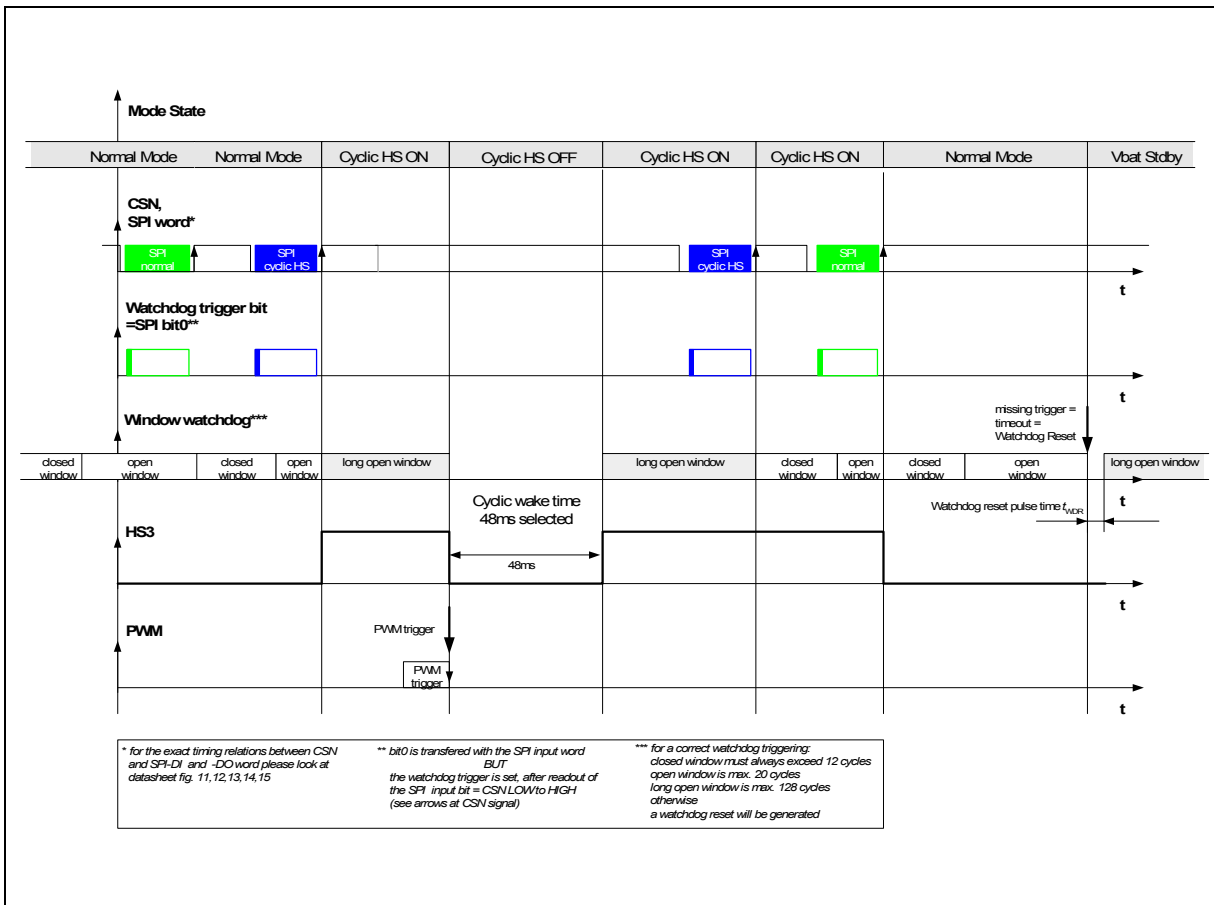 Mode State
Normal Mode
Normal Mode
Cyclic HS ON
Cyclic HS OFF
Cyclic HS ON
Cyclic HS ON
Normal Mode
Vbat Stdby
CSN,
SPI word*
SPI
normal
SPI
cyclic HS
SPI
cyclic HS
SPI
normal
t
Watchdog trigger bit
=SPI bit0**
t
Window watchdog***
missing trigger =
timeout =
Watchdog Reset
closed
window
open
window
closed
window
open
window
long open window
long open window
closed
window
open
window
closed
window
open
window
long open window
t
HS3
Cyclic wake time
48ms selected
48ms
Watchdog reset pulse time tWDR
t
PWM
PWM trigger
PWM
trigger
t
* for the exact timing relations between CSN
and SPI-DI and -DO word please look at
datasheet fig. 11,12,13,14,15
** bit0 is transfered with the SPI input word
BUT
the watchdog trigger is set, after readout of
the SPI input bit = CSN LOW to HIGH
(see arrows at CSN signal)
*** for a correct watchdog triggering:
closed window must always exceed 12 cycles
open window is max. 20 cycles
long open window is max. 128 cycles
otherwise
a watchdog reset will be generated